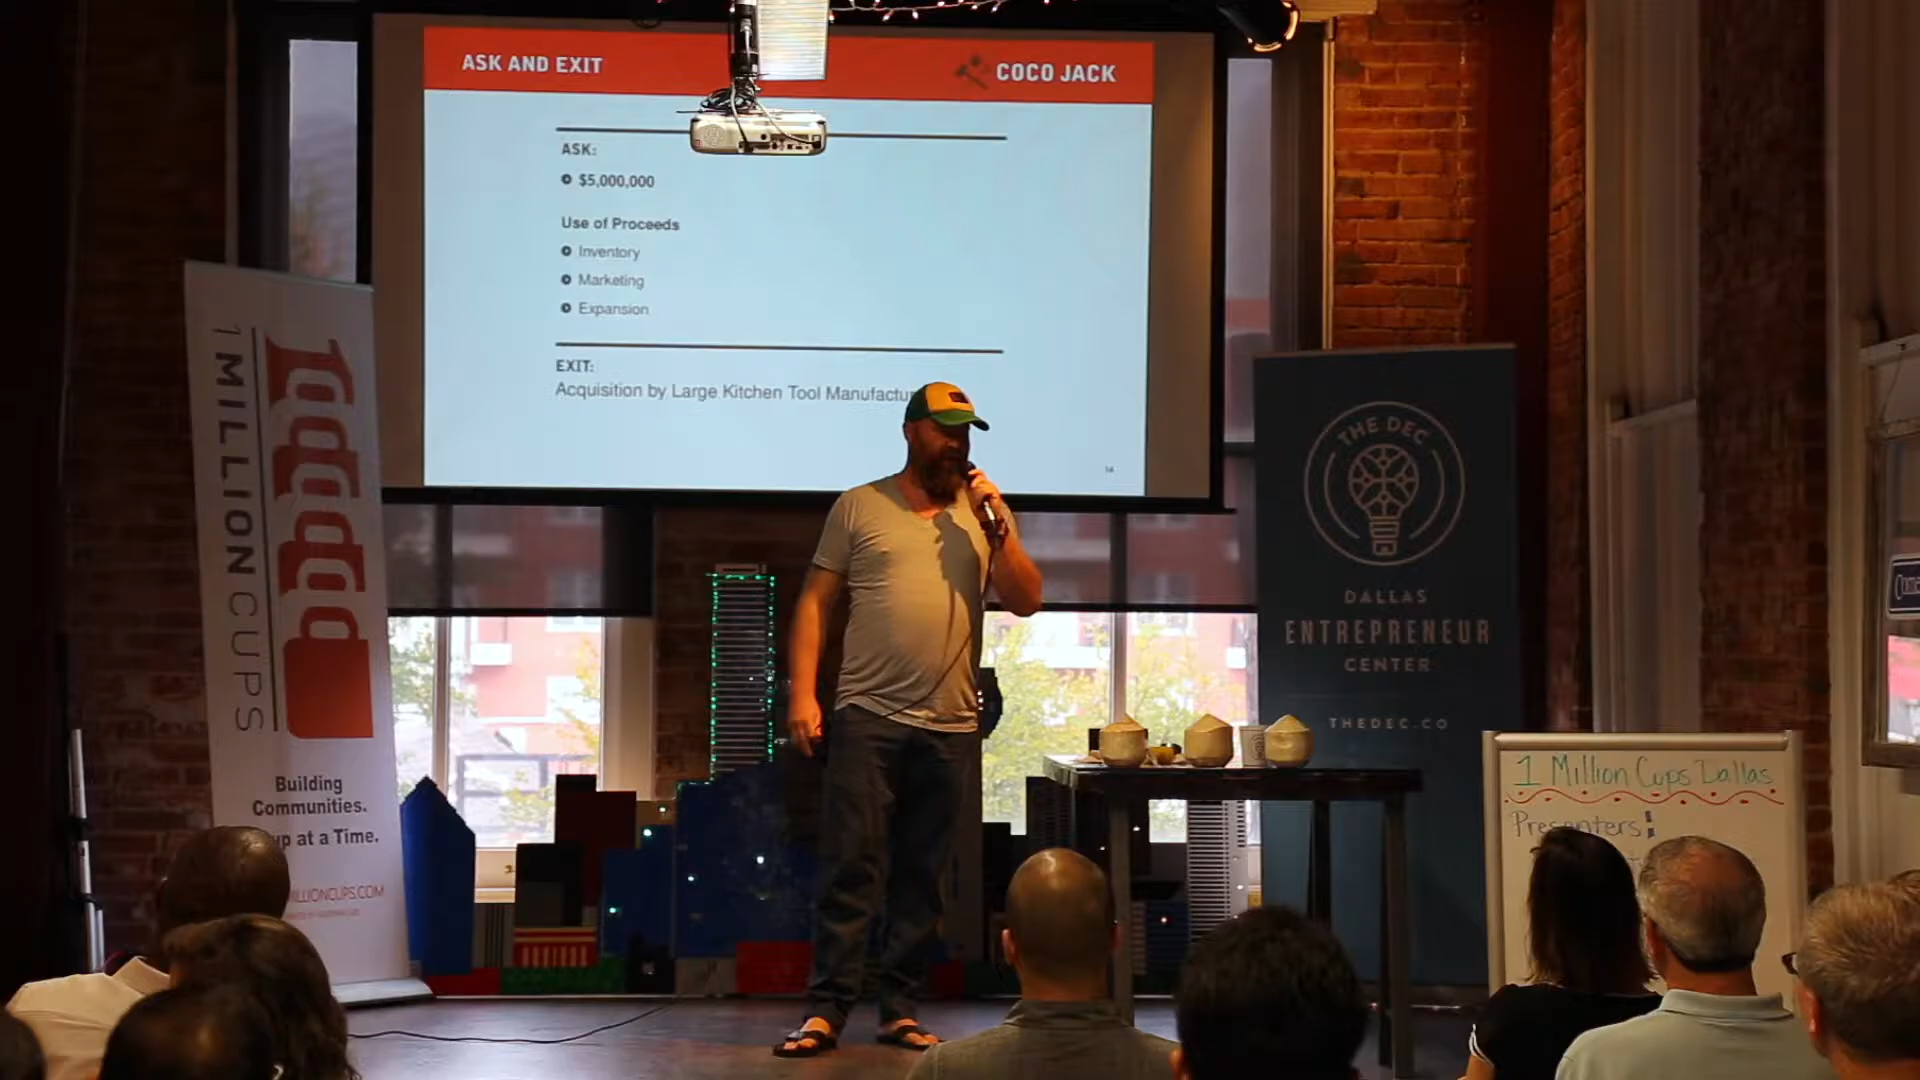 ASK AND EXIT
COCO JACK
ASK:
$5,000,000
Use of Proceeds
Inventory
Marketing
Expansion
EXIT:
Acquisition by Large Kitchen Tool
14
1 MILLION CUPS
Building
Communities.
at a Time.
THE DEC
DALLAS
ENTREPRENEUR
CENTER
THEDEC.CO
1 Million Cups Dallas
Presenters: